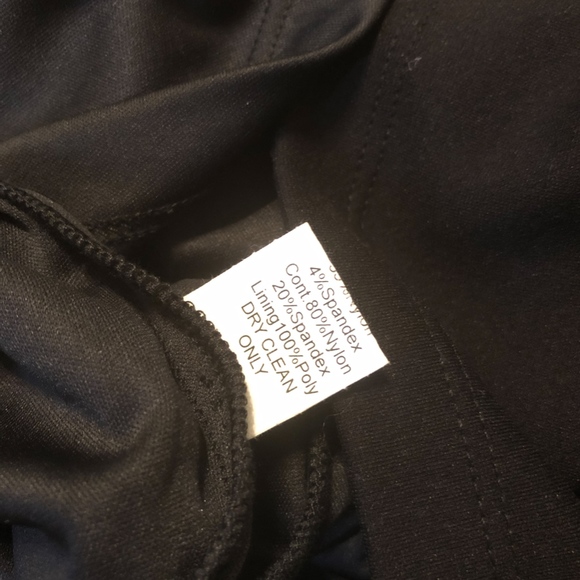 4%Spandex
Cont.80%Nylon
20%Spandex
Lining100%Poly
DRY CLEAN
ONLY